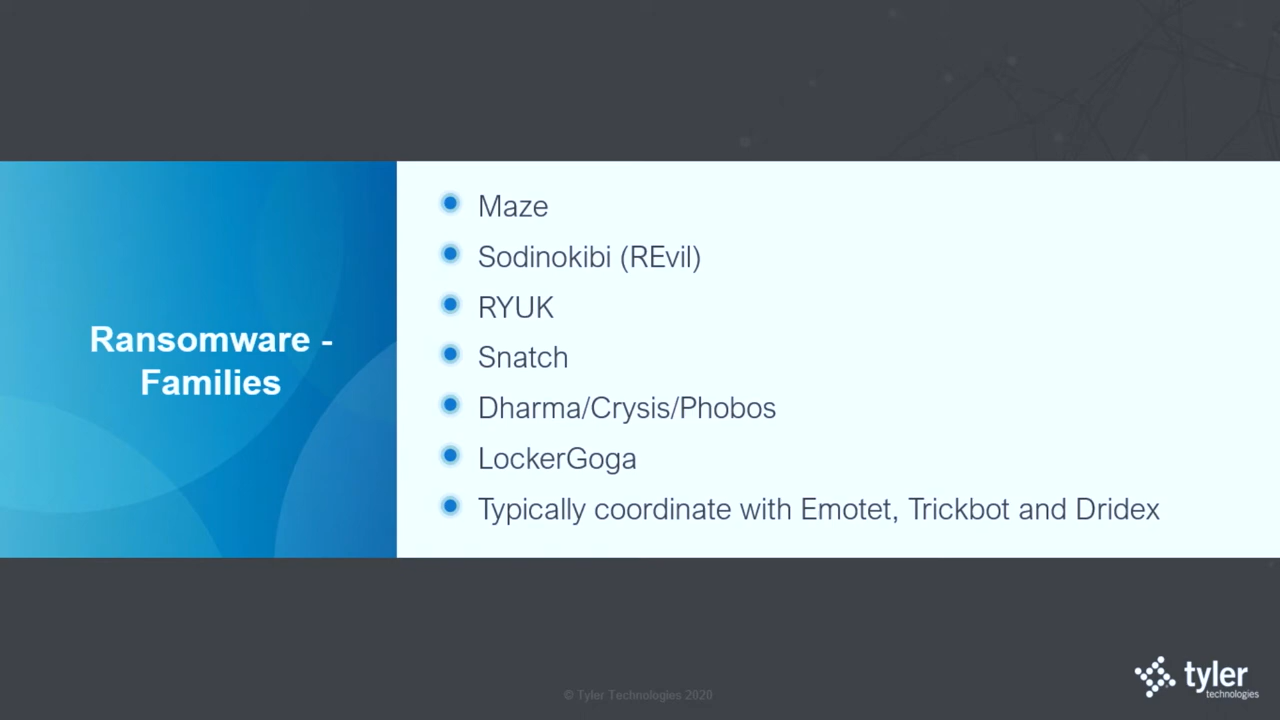 Ransomware -
Families
Maze
Sodinokibi (REvil)
RYUK
Snatch
Dharma/Crysis/Phobos
LockerGoga
Typically coordinate with Emotet, Trickbot and Dridex
© Tyler Technologies 2020
tyler
technologies